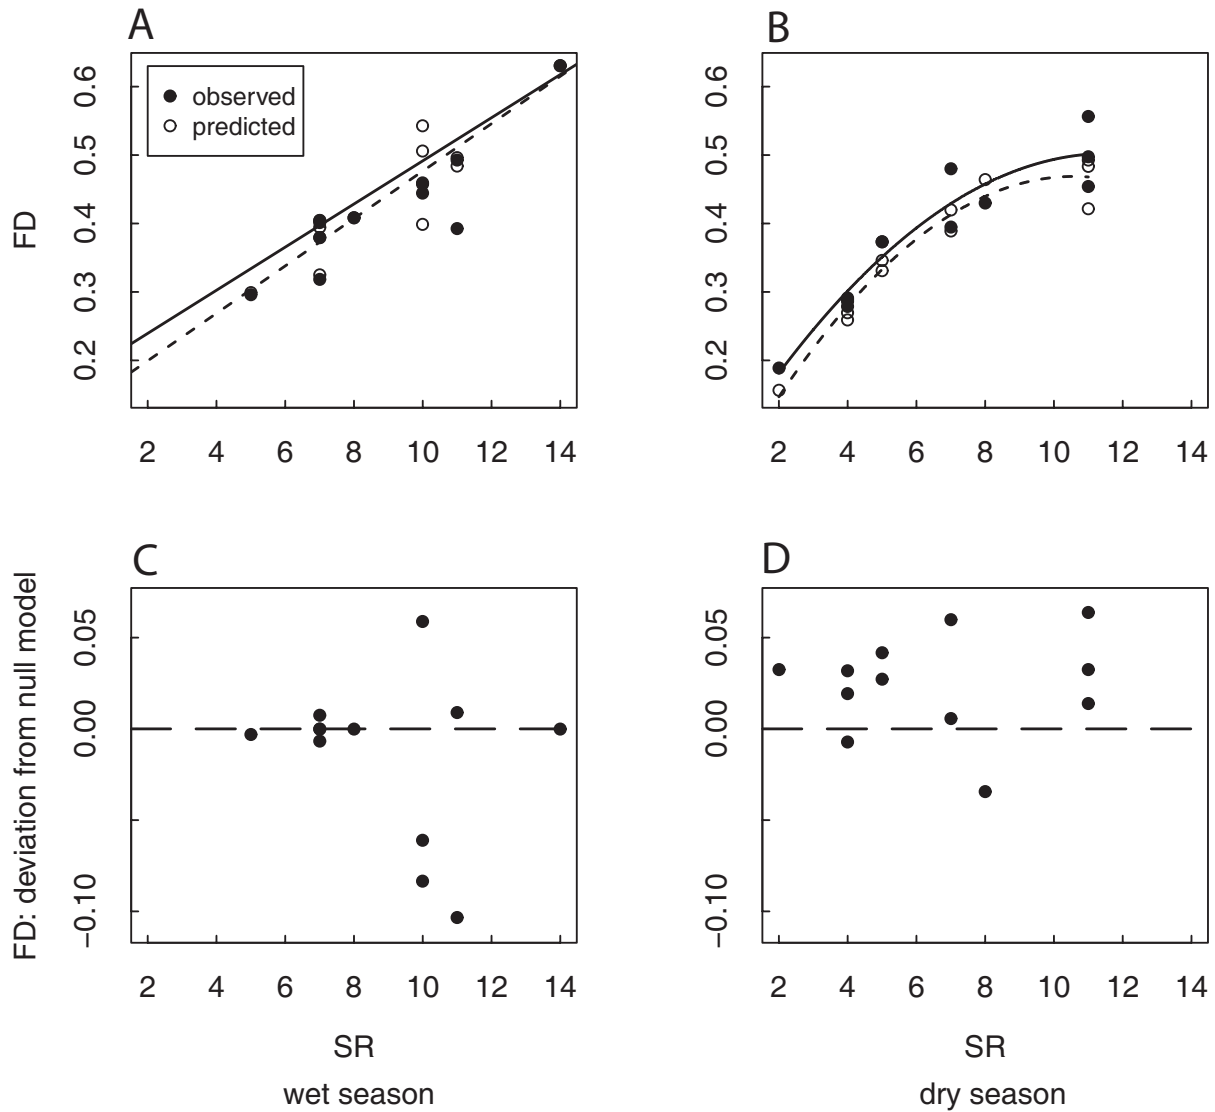 A
B
FD
0.6
0.5
0.4
0.3
0.2
observed
predicted
2 4 6 8 10 12 14
0.6
0.5
0.4
0.3
0.2
2 4 6 8 10 12 14
C
D
FD: deviation from null model
0.05
0.00
−0.10
2 4 6 8 10 12 14
SR
wet season
0.05
0.00
−0.10
2 4 6 8 10 12 14
SR
dry season